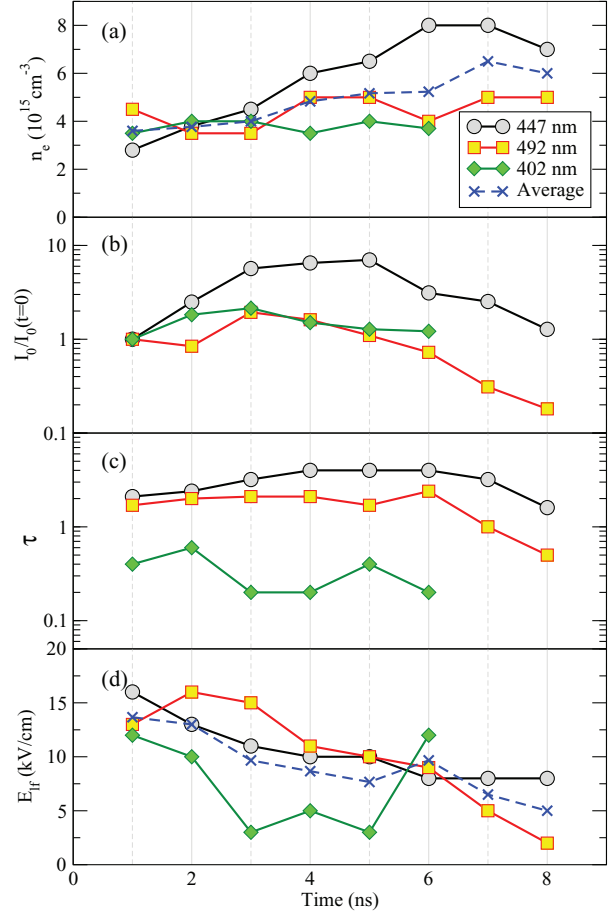 (a)
8
6
4
2
0
n_e (10^15 cm^-3)
447 nm
492 nm
402 nm
Average
(b)
10
1
0.1
I_0/I_0(t=0)
(c)
1
0.1
τ
(d)
20
15
10
5
0
E_lf (kV/cm)
0 2 4 6 8
Time (ns)